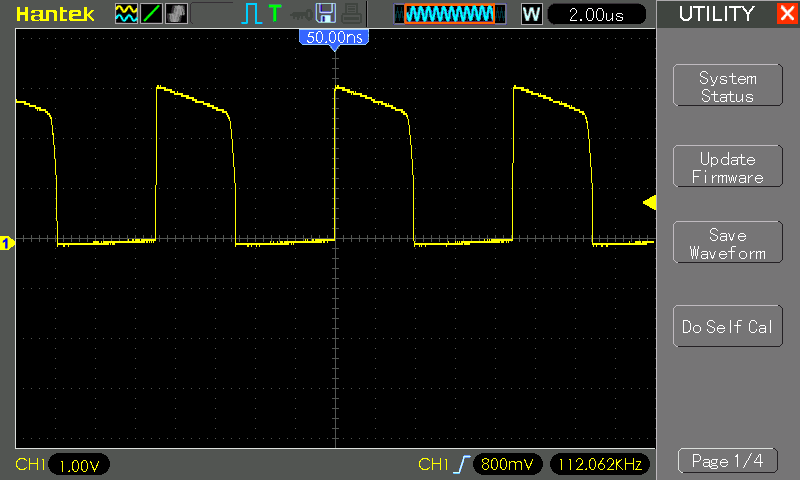 Hantek
T
W
2.00us
UTILITY
X
50.00ns
System
Status
Update
Firmware
Save
Waveform
Do Self Cal
1
CH1
1.00V
CH1
800mV
112.062KHz
Page 1/4